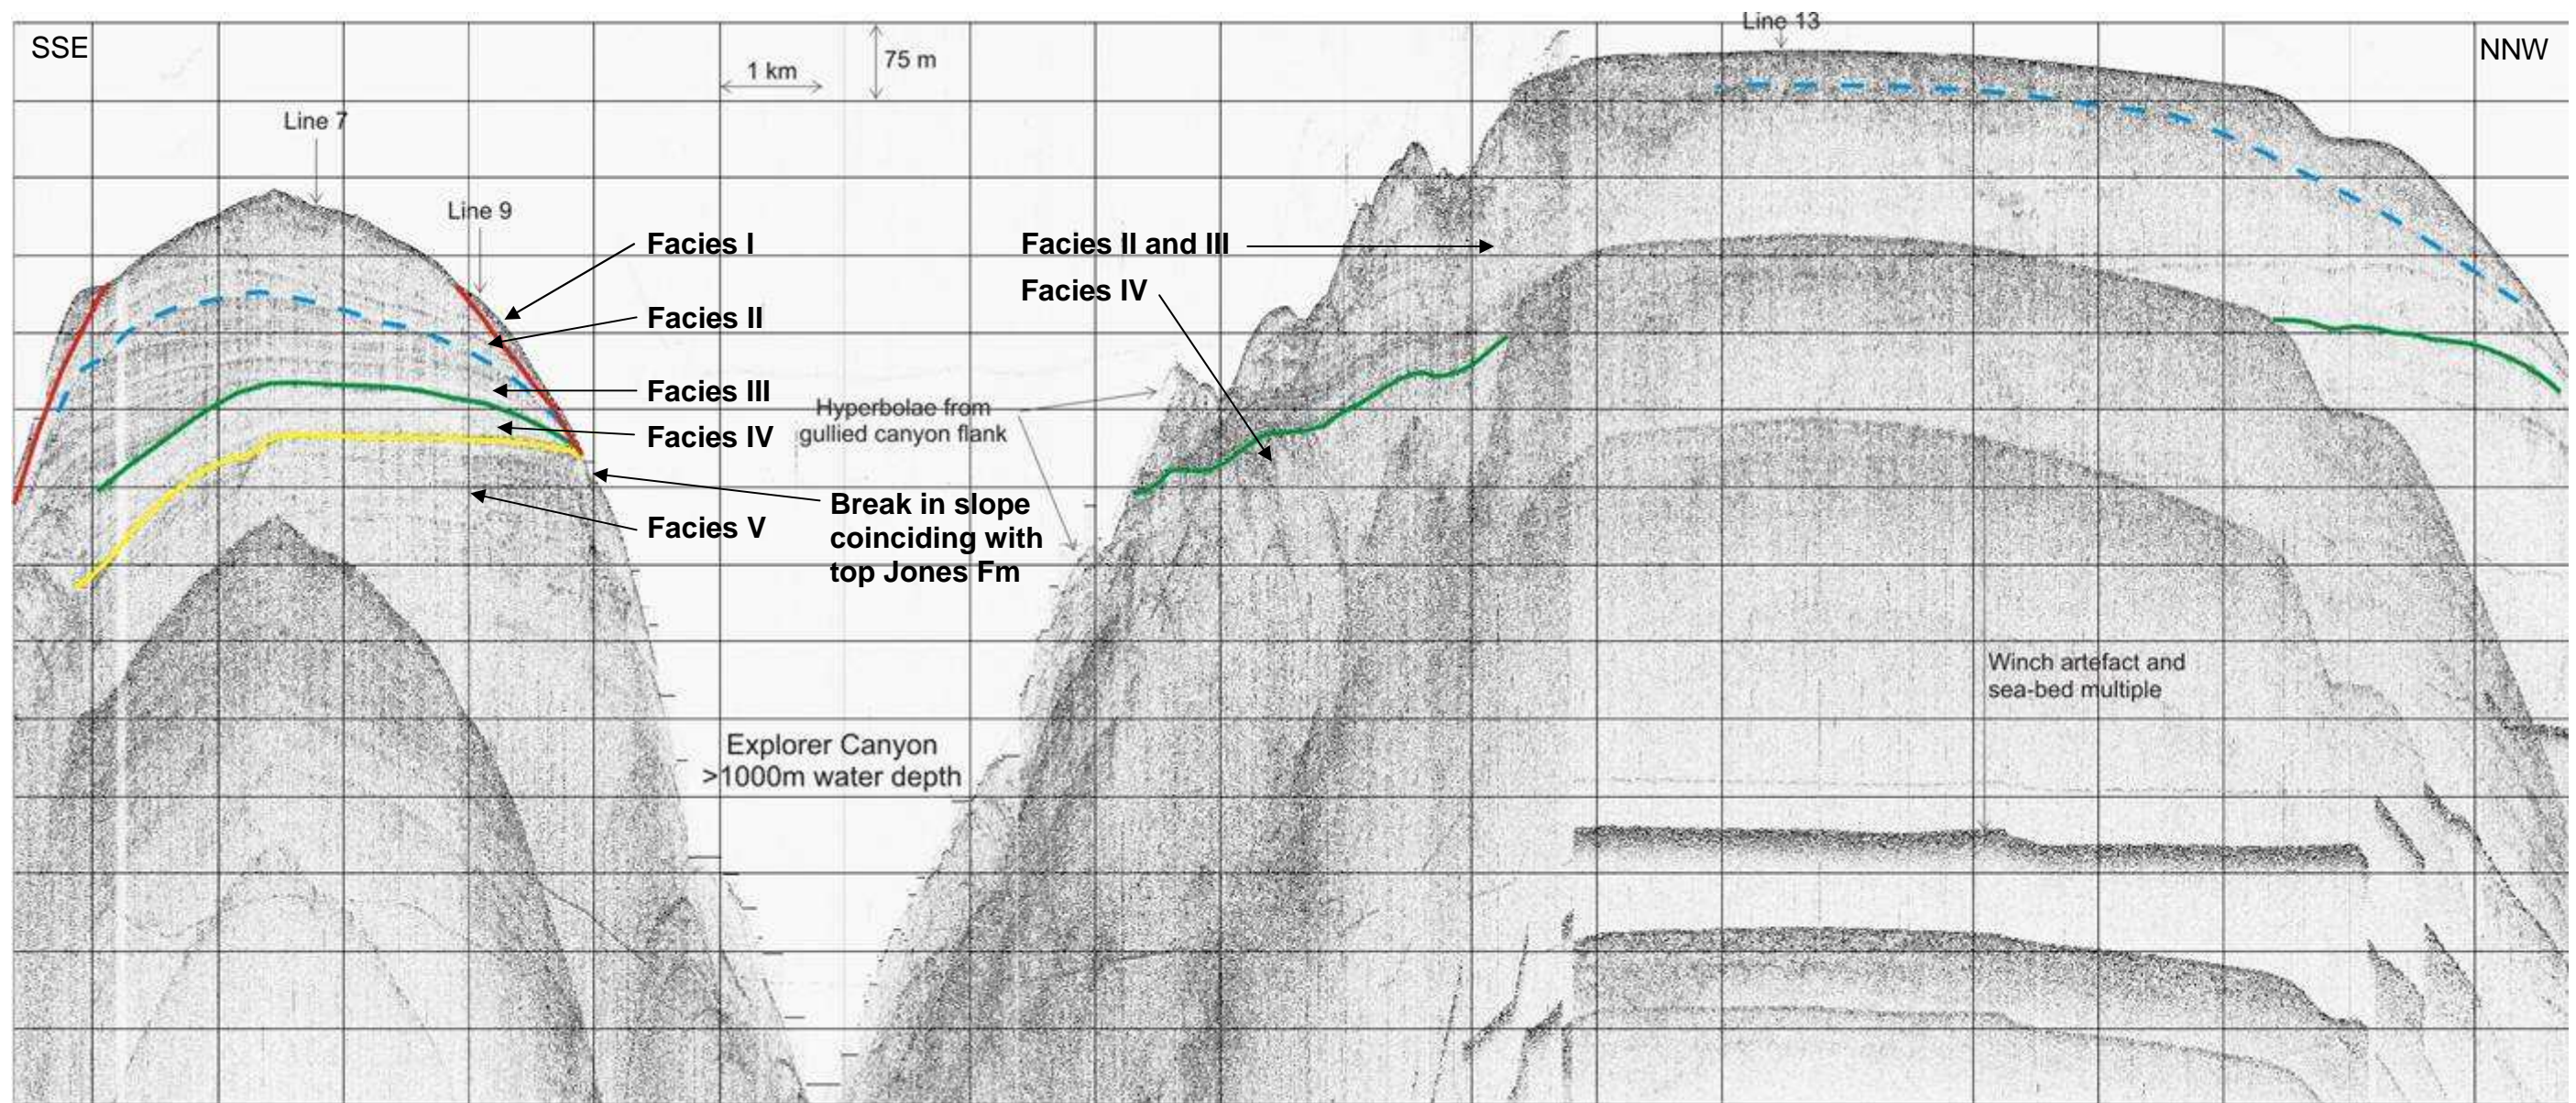 SSE
Line 13
NNW
1 km
75 m
Line 7
Line 9
Facies I
Facies II
Facies III
Facies IV
Facies V
Facies II and III
Facies IV
Hyperbolae from
gullied canyon flank
Break in slope
coinciding with
top Jones Fm
Winch artefact and
sea-bed multiple
Explorer Canyon
>1000m water depth